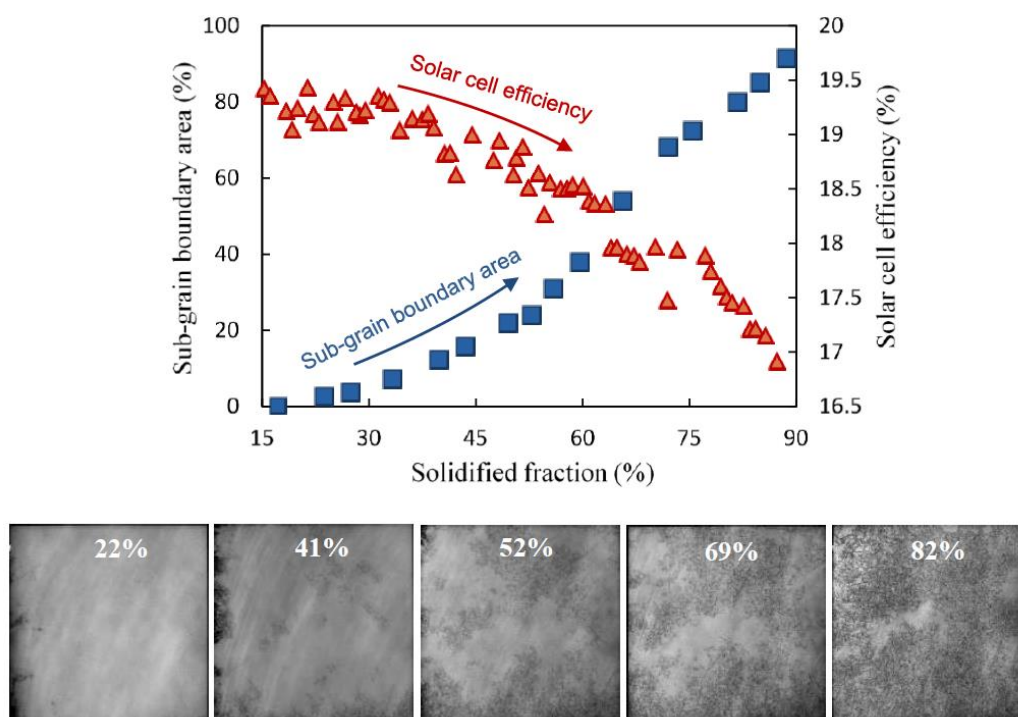 100
80
60
40
20
0
Sub-grain boundary area (%)
Solar cell efficiency
Sub-grain boundary area
20
19.5
19
18.5
18
17.5
17
16.5
Solar cell efficiency (%)
15 30 45 60 75 90
Solidified fraction (%)
22% 41% 52% 69% 82%